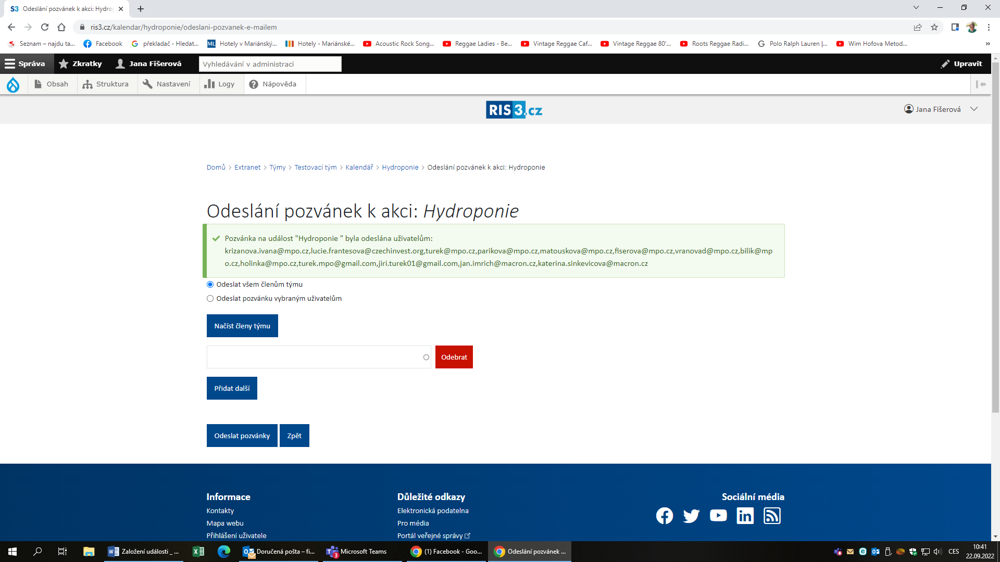 S3 Odeslání pozvánek k akci: Hydro
ris3.cz/kalendar/hydroponie/odeslani-pozvanek-e-mailem
Seznam – najdu ta... Facebook překladač - Hledat... ML Hotely v Mariánský... Hotely - Mariánské... Acoustic Rock Song... Reggae Ladies - Be... Vintage Reggae Caf... Vintage Reggae 80'... Roots Reggae Radi... Polo Ralph Lauren |... Wim Hofova Metod... »
Správa Zkratky Jana Fišerová Vyhledávání v administraci Upravit
Obsah Struktura Nastavení Logy Nápověda
RIS3.cz
Jana Fišerová
Domů > Extranet > Týmy > Testovací tým > Kalendář > Hydroponie > Odeslání pozvánek k akci: Hydroponie
Odeslání pozvánek k akci: Hydroponie
Pozvánka na událost "Hydroponie " byla odeslána uživatelům:
krizanova.ivana@mpo.cz,lucie.frantesova@czechinvest.org,turek@mpo.cz,parikova@mpo.cz,matouskova@mpo.cz,fiserova@mpo.cz,vranovad@mpo.cz,bilik@mp
o.cz,holinka@mpo.cz,turek.mpo@gmail.com,jiri.turek01@gmail.com,jan.imrich@macron.cz,katerina.sinkevicova@macron.cz
Odeslat všem členům týmu
Odeslat pozvánku vybraným uživatelům
Načíst členy týmu
Odebrat
Přidat další
Odeslat pozvánky Zpět
Informace
Kontakty
Mapa webu
Přihlášení uživatele
Důležité odkazy
Elektronická podatelna
Pro média
Portál veřejné správy
Sociální média
Založení události _ ... Doručená pošta – fi... 3 Microsoft Teams (1) Facebook - Goo... Odeslání pozvánek ... CES 10:41
22.09.2022